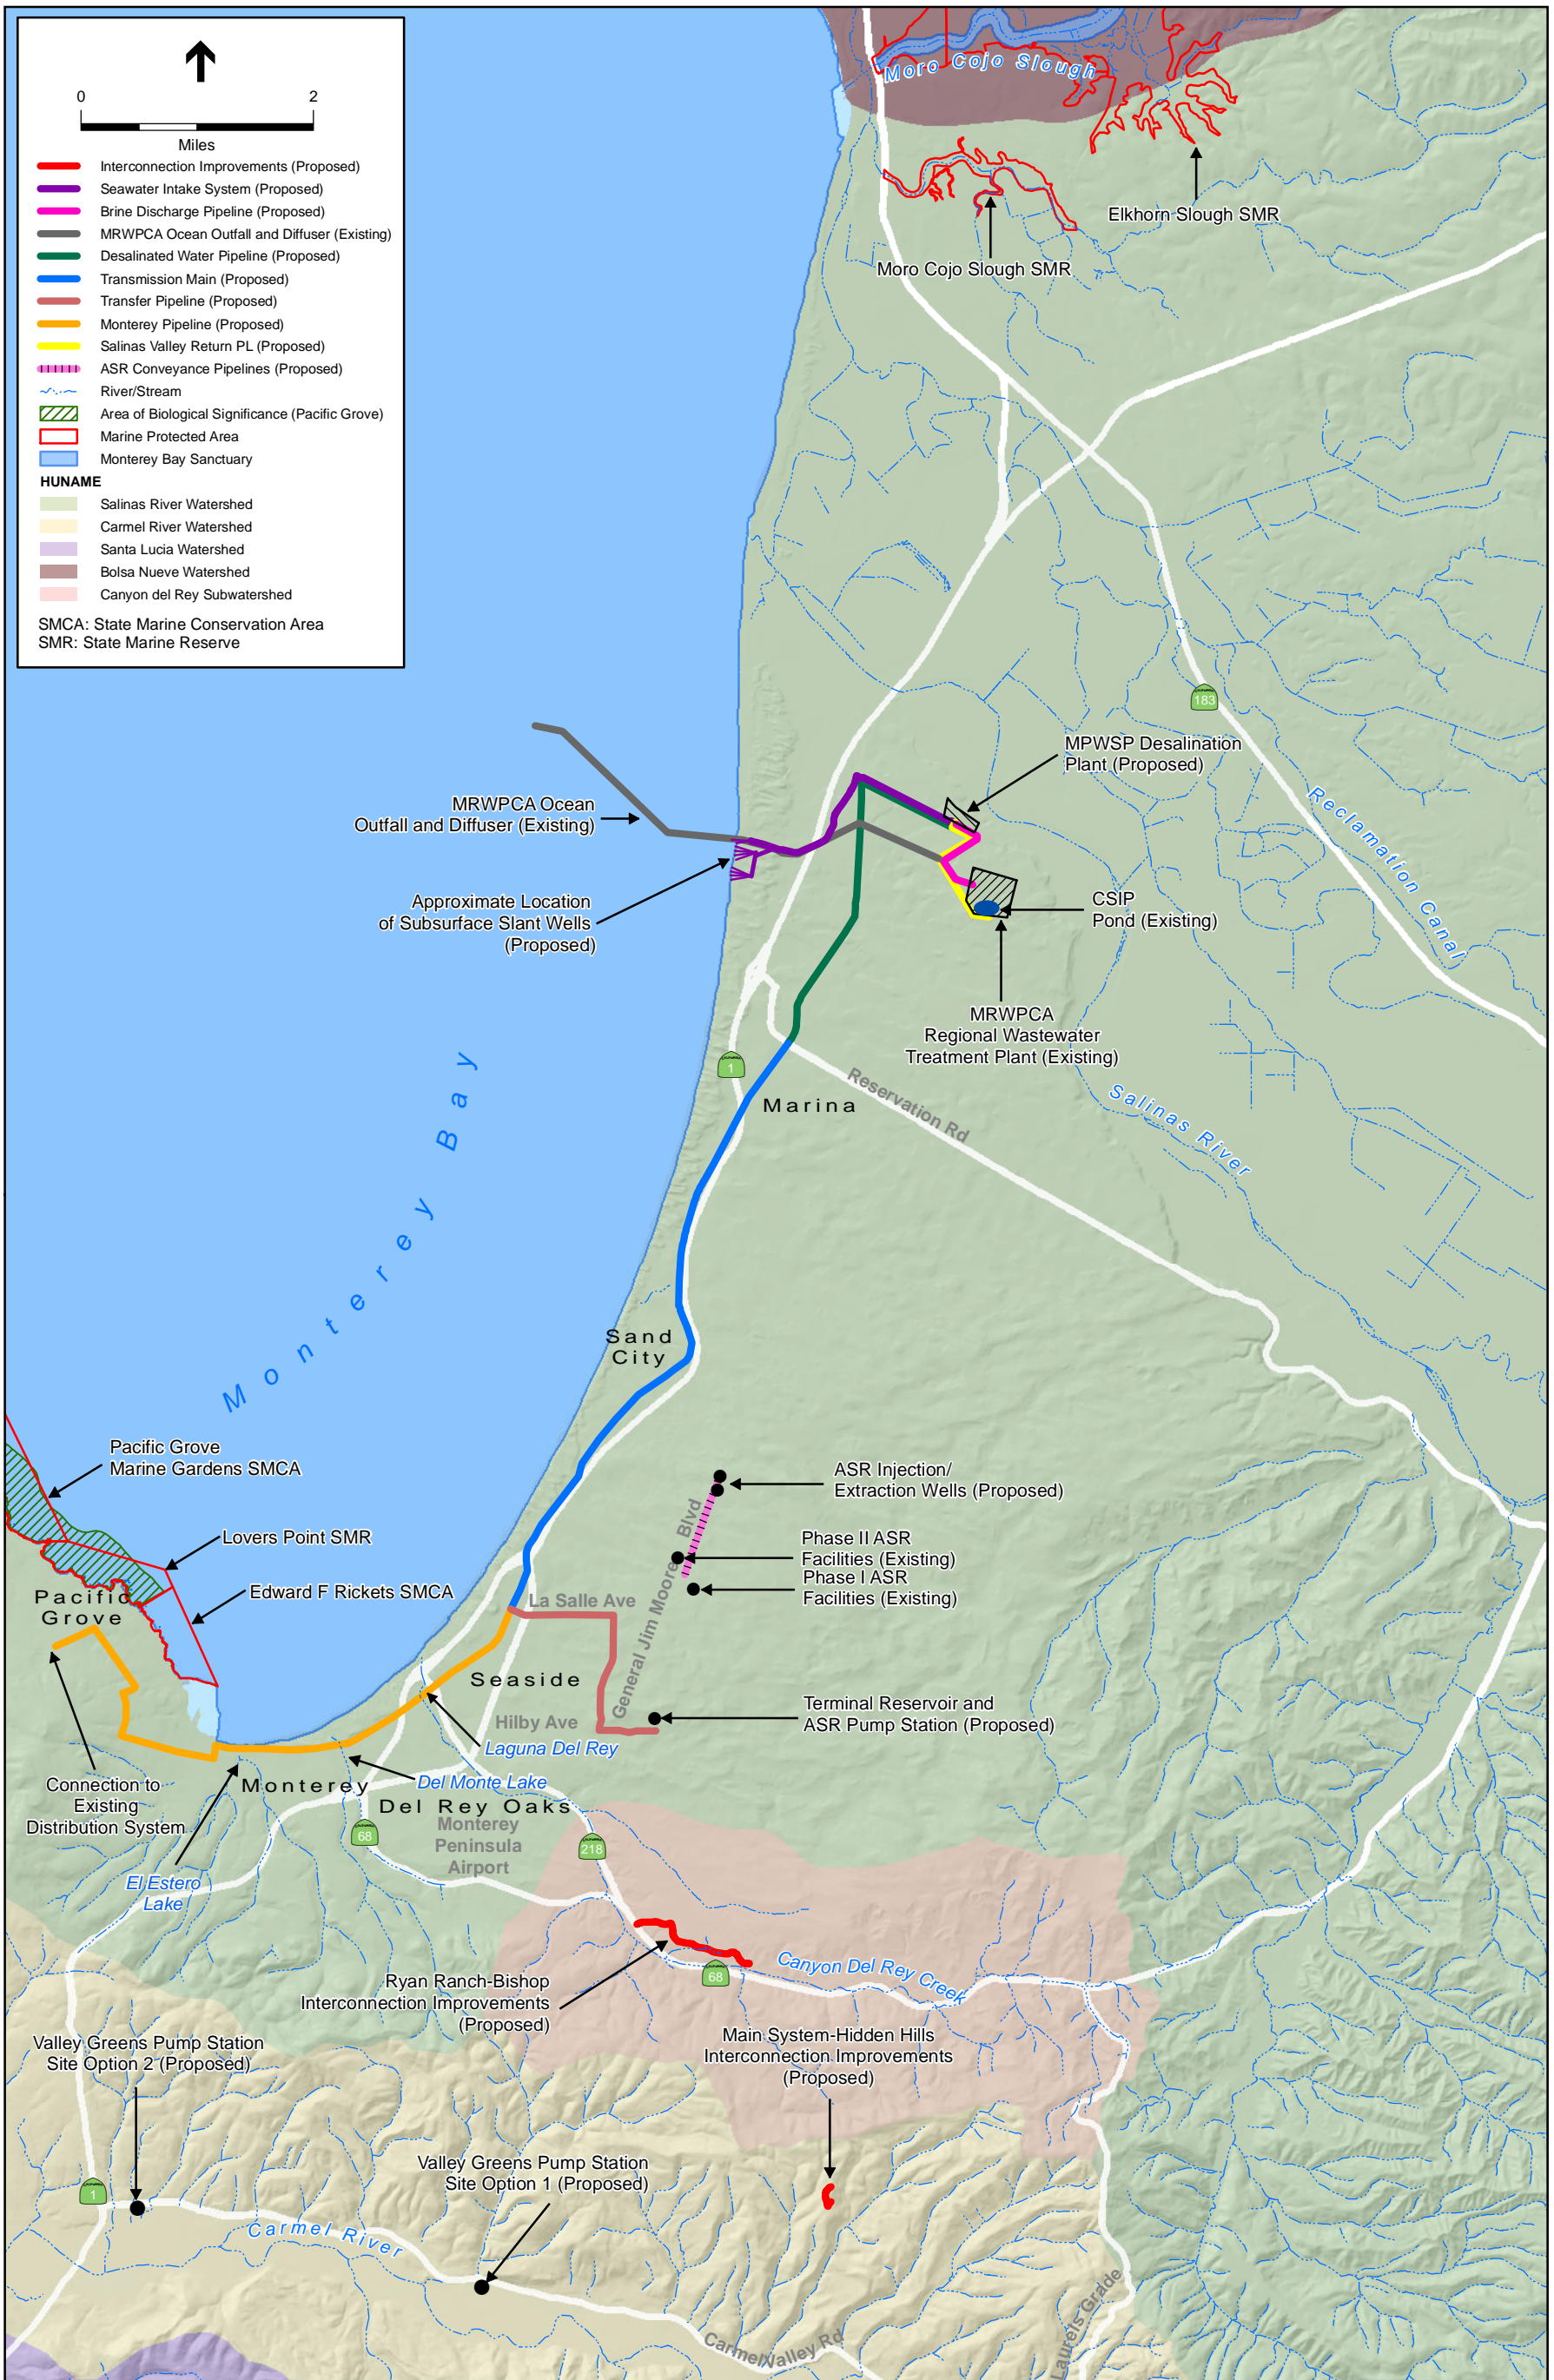 0 2
Miles
Interconnection Improvements (Proposed)
Seawater Intake System (Proposed)
Brine Discharge Pipeline (Proposed)
MRWPCA Ocean Outfall and Diffuser (Existing)
Desalinated Water Pipeline (Proposed)
Transmission Main (Proposed)
Transfer Pipeline (Proposed)
Monterey Pipeline (Proposed)
Salinas Valley Return PL (Proposed)
ASR Conveyance Pipelines (Proposed)
River/Stream
Area of Biological Significance (Pacific Grove)
Marine Protected Area
Monterey Bay Sanctuary
HUNAME
Salinas River Watershed
Carmel River Watershed
Santa Lucia Watershed
Bolsa Nueve Watershed
Canyon del Rey Subwatershed
SMCA: State Marine Conservation Area
SMR: State Marine Reserve
Moro Cojo Slough
Elkhorn Slough SMR
Moro Cojo Slough SMR
183
MPWSP Desalination
Plant (Proposed)
MRWPCA Ocean
Outfall and Diffuser (Existing)
Reclamation Canal
Approximate Location
of Subsurface Slant Wells
(Proposed)
CSIP
Pond (Existing)
MRWPCA
Regional Wastewater
Treatment Plant (Existing)
1
Marina
Reservation Rd
Salinas River
Monterey Bay
Sand
City
Pacific Grove
Marine Gardens SMCA
ASR Injection/
Extraction Wells (Proposed)
Lovers Point SMR
Phase II ASR
Facilities (Existing)
Phase I ASR
Facilities (Existing)
Edward F Rickets SMCA
Pacific
Grove
La Salle Ave
General Jim Moore Blvd
Seaside
Hilby Ave
Terminal Reservoir and
ASR Pump Station (Proposed)
Laguna Del Rey
Connection to
Existing
Distribution System
Monterey
Del Monte Lake
Del Rey Oaks
Monterey
Peninsula
Airport
68
218
El Estero
Lake
Ryan Ranch-Bishop
Interconnection Improvements
(Proposed)
68
Canyon Del Rey Creek
Valley Greens Pump Station
Site Option 2 (Proposed)
Main System-Hidden Hills
Interconnection Improvements
(Proposed)
Valley Greens Pump Station
Site Option 1 (Proposed)
1
Carmel River
Carmel Valley Rd
Laurels Grade